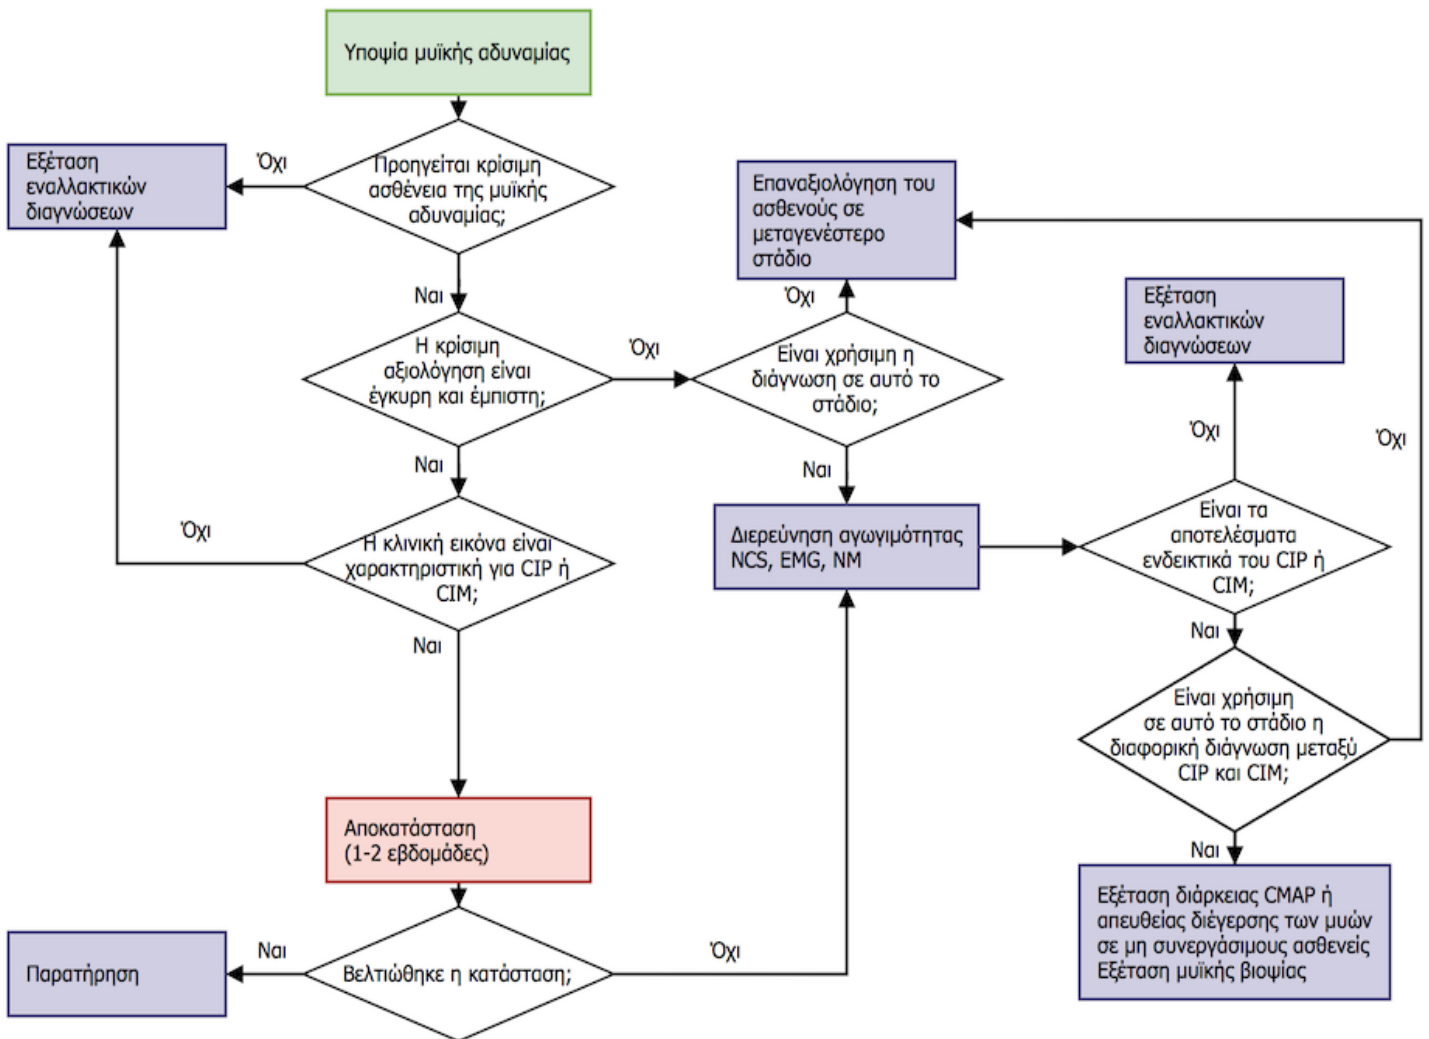 Υποψία μυϊκής αδυναμίας
Προηγείται κρίσιμη
ασθένεια της μυϊκής
αδυναμίας;
Όχι
Εξέταση
εναλλακτικών
διαγνώσεων
Ναι
Η κρίσιμη
αξιολόγηση είναι
έγκυρη και έμπιστη;
Όχι
Είναι χρήσιμη η
διάγνωση σε αυτό το
στάδιο;
Όχι
Επαναξιολόγηση του
ασθενούς σε
μεταγενέστερο
στάδιο
Ναι
Διερεύνηση αγωγιμότητας
NCS, EMG, NM
Είναι τα
αποτελέσματα
ενδεικτικά του CIP ή
CIM;
Όχι
Εξέταση
εναλλακτικών
διαγνώσεων
Ναι
Είναι χρήσιμη
σε αυτό το στάδιο η
διαφορική διάγνωση μεταξύ
CIP και CIM;
Όχι
Ναι
Εξέταση διάρκειας CMAP ή
απευθείας διέγερσης των μυών
σε μη συνεργάσιμους ασθενείς
Εξέταση μυϊκής βιοψίας
Ναι
Η κλινική εικόνα είναι
χαρακτηριστική για CIP ή
CIM;
Όχι
Ναι
Αποκατάσταση
(1-2 εβδομάδες)
Βελτιώθηκε η κατάσταση;
Ναι
Παρατήρηση
Όχι